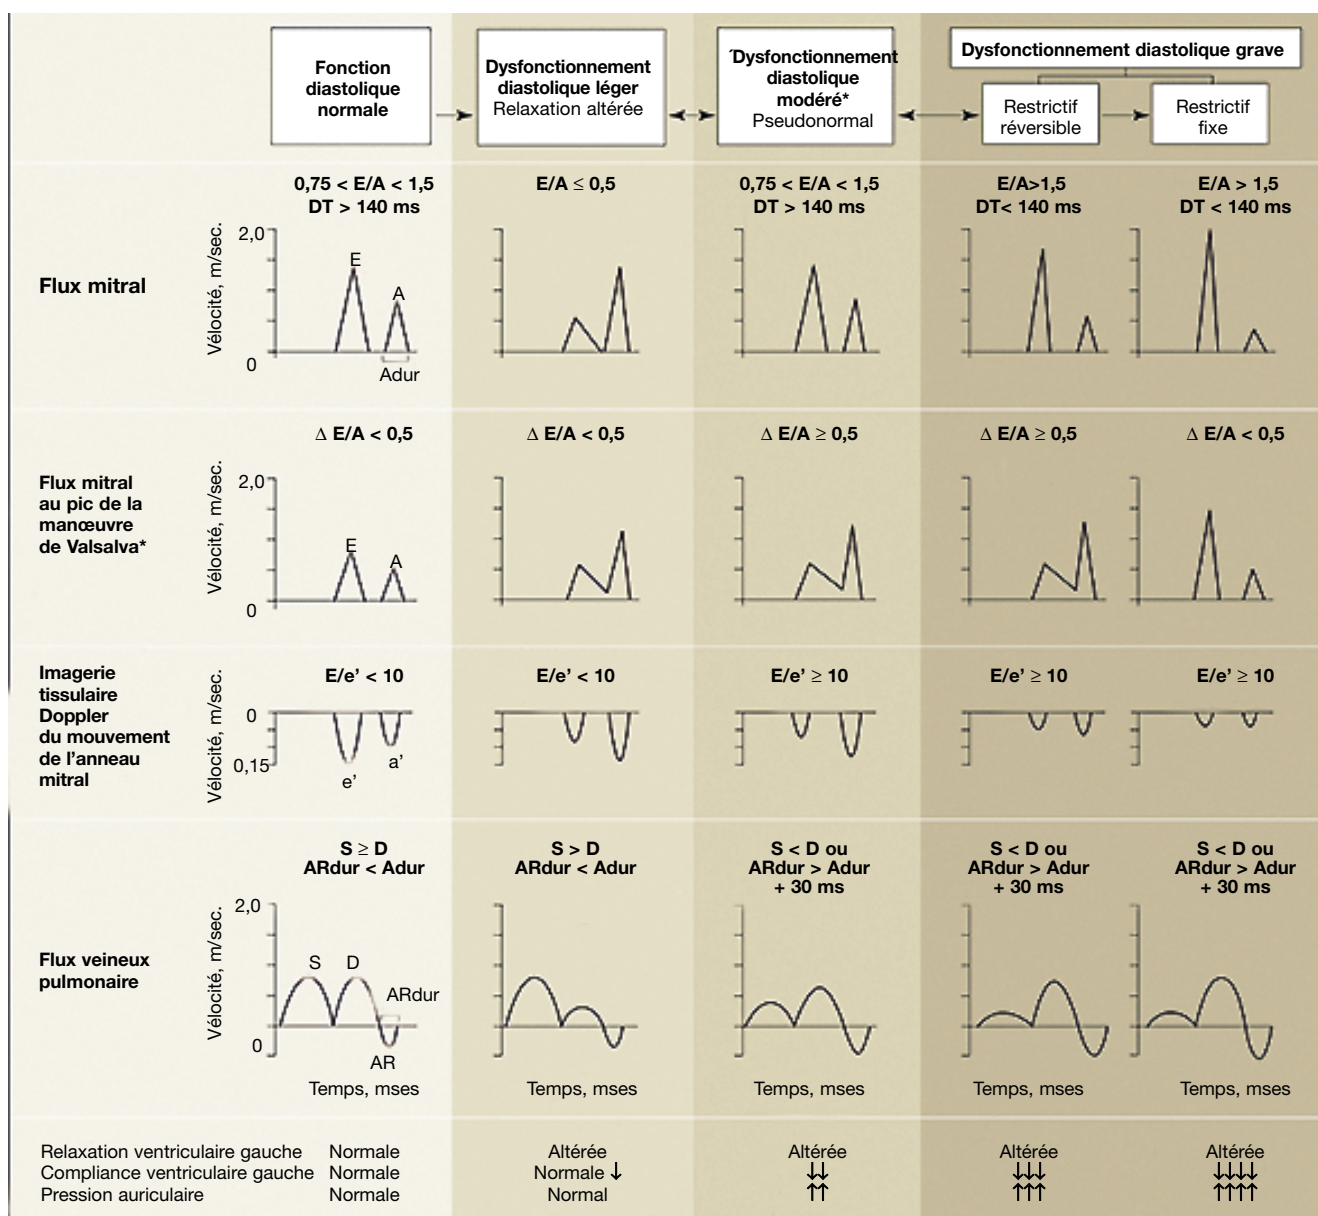 Fonction
diastolique
normale
Dysfonctionnement
diastolique léger
Relaxation altérée
´Dysfonctionnement
diastolique
modéré*
Pseudonormal
Dysfonctionnement diastolique grave
Restrictif
réversible
Restrictif
fixe
Flux mitral
0,75 < E/A < 1,5
DT > 140 ms
E/A ≤ 0,5
0,75 < E/A < 1,5
DT > 140 ms
E/A>1,5
DT< 140 ms
E/A > 1,5
DT < 140 ms
Vélocité, m/sec.
2,0
0
E
A
Adur
Flux mitral
au pic de la
manœuvre
de Valsalva*
Δ E/A < 0,5
Δ E/A < 0,5
Δ E/A ≥ 0,5
Δ E/A ≥ 0,5
Δ E/A < 0,5
Vélocité, m/sec.
2,0
0
E
A
Imagerie
tissulaire
Doppler
du mouvement
de l’anneau
mitral
E/e’ < 10
E/e’ < 10
E/e’ ≥ 10
E/e’ ≥ 10
E/e’ ≥ 10
Vélocité, m/sec.
0
0,15
e’
a’
Flux veineux
pulmonaire
S ≥ D
ARdur < Adur
S > D
ARdur < Adur
S < D ou
ARdur > Adur
+ 30 ms
S < D ou
ARdur > Adur
+ 30 ms
S < D ou
ARdur > Adur
+ 30 ms
Vélocité, m/sec.
2,0
0
S
D
ARdur
AR
Temps, mses
Temps, mses
Temps, mses
Temps, mses
Temps, mses
Relaxation ventriculaire gauche Normale Altérée Altérée Altérée Altérée
Compliance ventriculaire gauche Normale Normale ↓ ↓↓ ↓↓↓ ↓↓↓↓
Pression auriculaire Normale Normal ↑↑ ↑↑↑ ↑↑↑↑